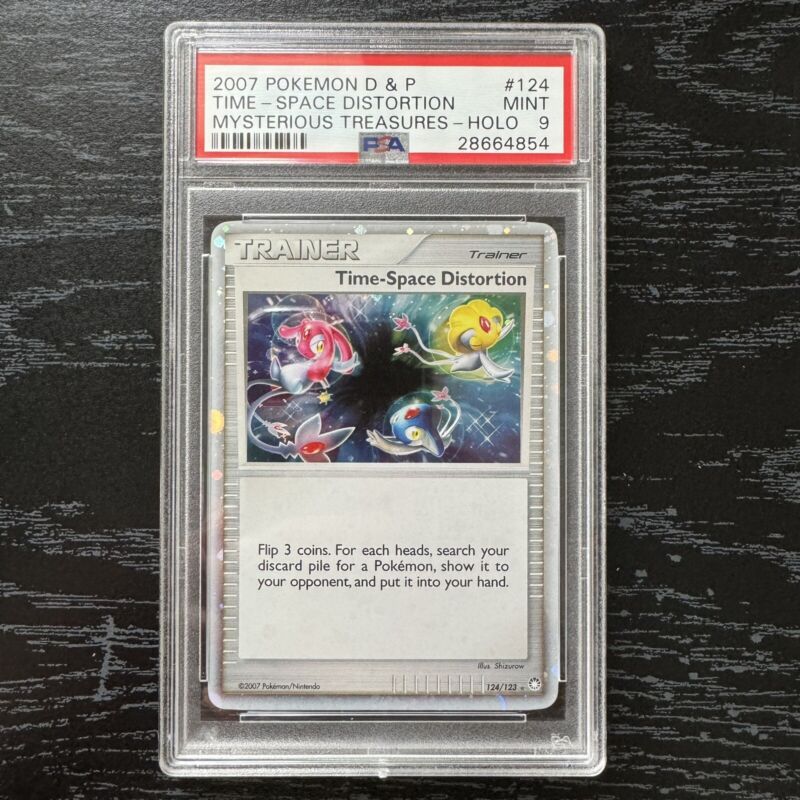 2007 POKEMON D & P #124
TIME - SPACE DISTORTION MINT
MYSTERIOUS TREASURES - HOLO 9
PSA 28664854
TRAINER Trainer
Time-Space Distortion
Flip 3 coins. For each heads, search your
discard pile for a Pokémon, show it to
your opponent, and put it into your hand.
Illus. Shizurow
©2007 Pokémon/Nintendo 124/123 ★